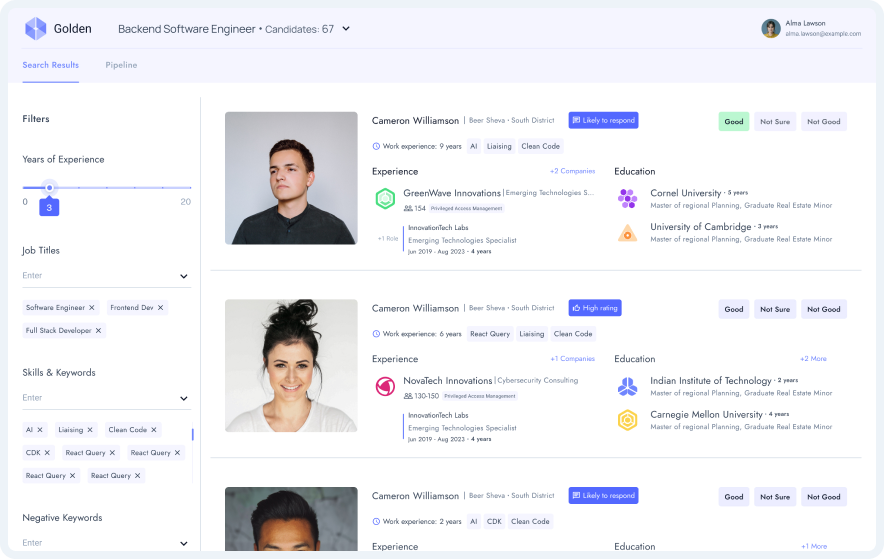 Golden
Backend Software Engineer • Candidates: 67
Alma Lawson
alma.lawson@example.com
Search Results
Pipeline
Filters
Years of Experience
0
3
20
Job Titles
Enter
Software Engineer ✕ Frontend Dev ✕
Full Stack Developer ✕
Skills & Keywords
Enter
AI ✕ Liaising ✕ Clean Code ✕
CDK ✕ React Query ✕ React Query ✕
React Query ✕ React Query ✕
Negative Keywords
Enter
Cameron Williamson | Beer Sheva • South District Likely to respond
Good Not Sure Not Good
Work experience: 9 years AI Liaising Clean Code
Experience +2 Companies
GreenWave Innovations | Emerging Technologies S...
154 Privileged Access Management
+1 Role
InnovationTech Labs
Emerging Technologies Specialist
Jun 2019 - Aug 2023 • 4 years
Education
Cornel University • 5 years
Master of regional Planning, Graduate Real Estate Minor
University of Cambridge • 3 years
Master of regional Planning, Graduate Real Estate Minor
Cameron Williamson | Beer Sheva • South District High rating
Good Not Sure Not Good
Work experience: 6 years React Query Liaising Clean Code
Experience +1 Companies
NovaTech Innovations | Cybersecurity Consulting
130-150 Privileged Access Management
InnovationTech Labs
Emerging Technologies Specialist
Jun 2019 - Aug 2023 • 4 years
Education +2 More
Indian Institute of Technology • 2 years
Master of regional Planning, Graduate Real Estate Minor
Carnegie Mellon University • 4 years
Master of regional Planning, Graduate Real Estate Minor
Cameron Williamson | Beer Sheva • South District Likely to respond
Good Not Sure Not Good
Work experience: 2 years AI CDK Clean Code
Experience
Education +1 More